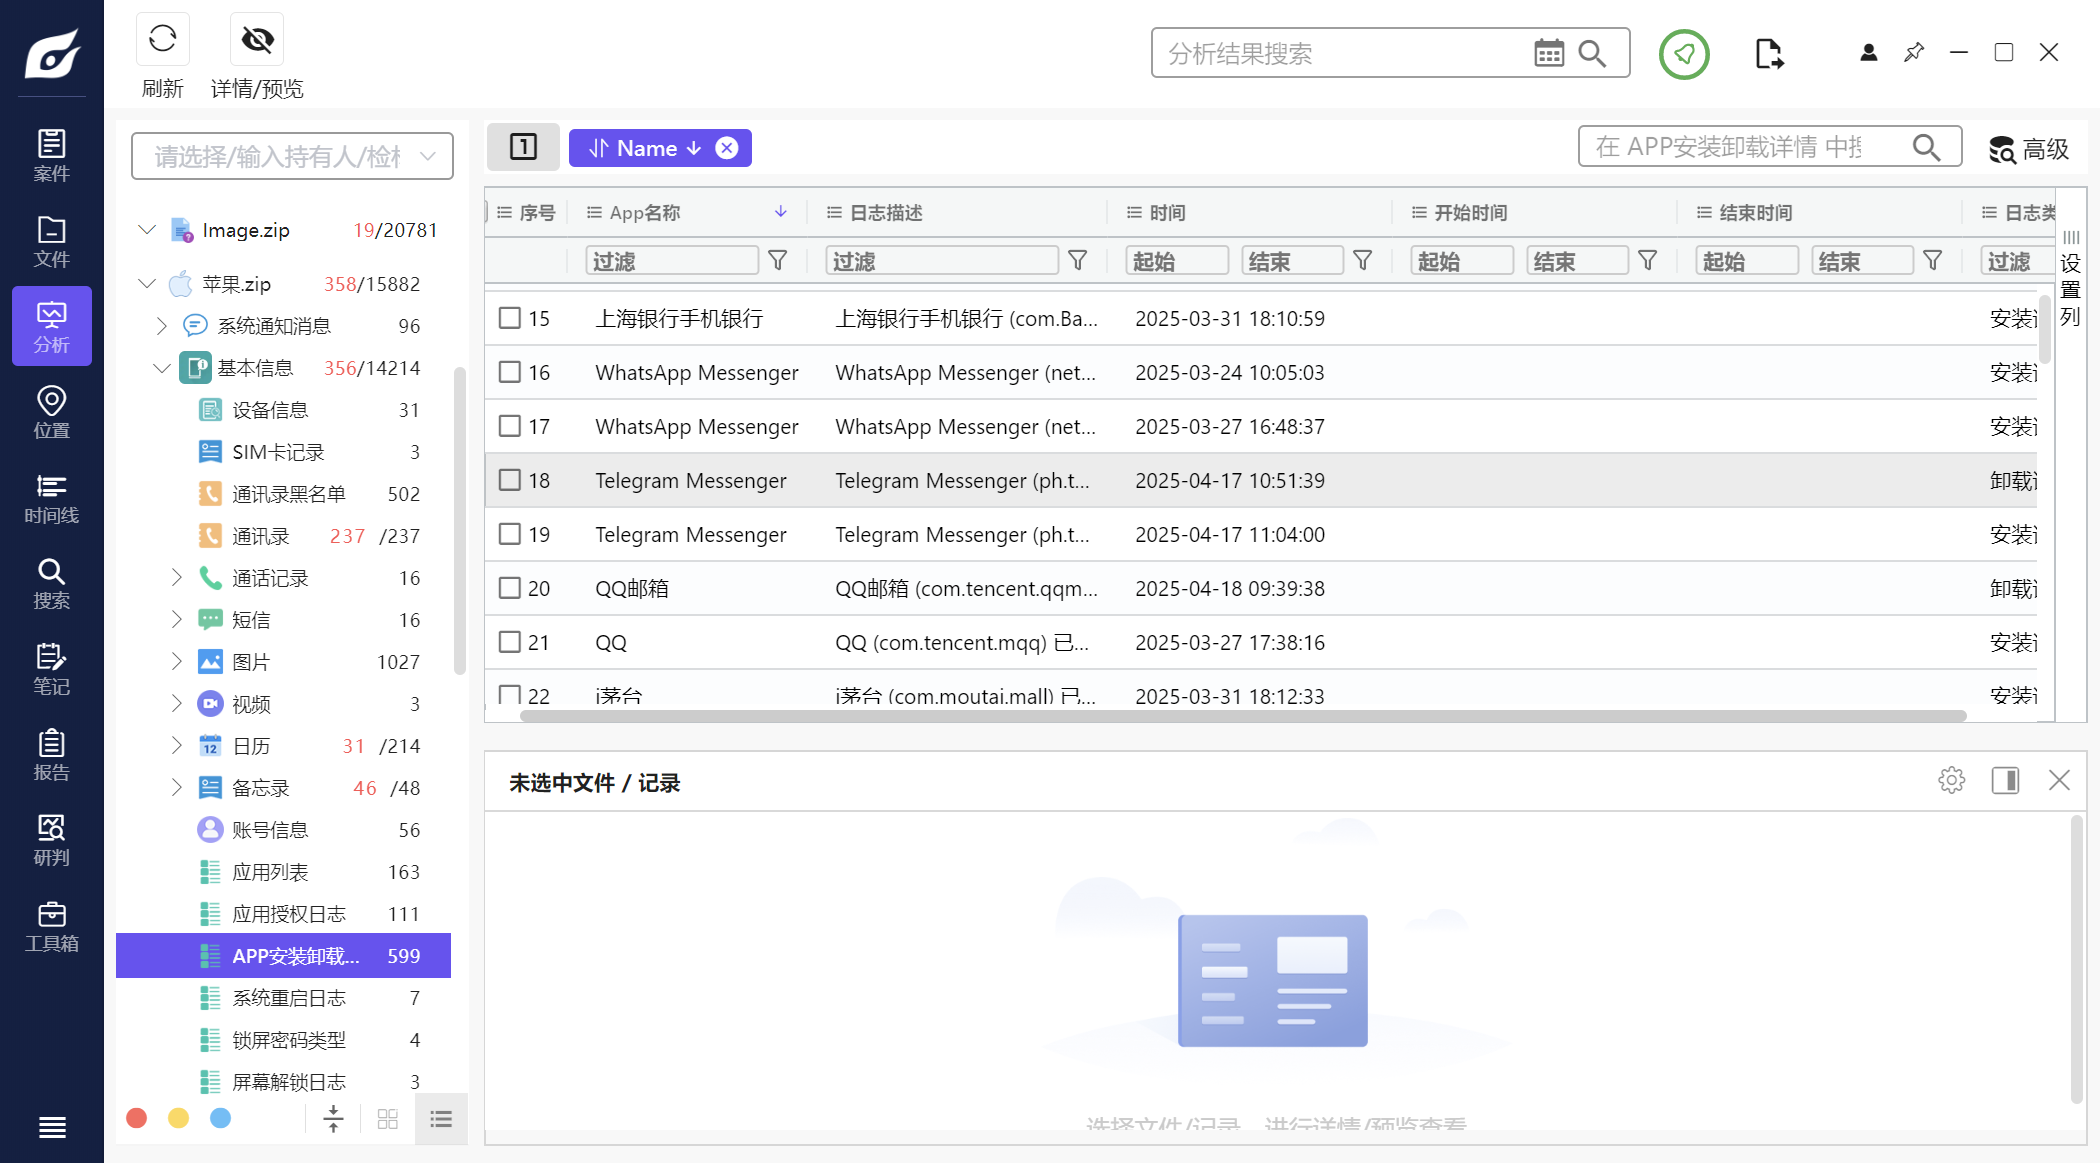 刷新
详情/预览
分析结果搜索
案件
文件
分析
位置
时间线
搜索
笔记
报告
研判
工具箱
请选择/输入持有人/检材
Image.zip 19/20781
苹果.zip 358/15882
系统通知消息 96
基本信息 356/14214
设备信息 31
SIM卡记录 3
通讯录黑名单 502
通讯录 237 /237
通话记录 16
短信 16
图片 1027
视频 3
12 日历 31 /214
备忘录 46 /48
账号信息 56
应用列表 163
应用授权日志 111
APP安装卸载... 599
系统重启日志 7
锁屏密码类型 4
屏幕解锁日志 3
1 Name
在 APP安装卸载详情 中搜
高级
序号 App名称 日志描述 时间 开始时间 结束时间 日志类
过滤 过滤 起始 结束 起始 结束 起始 结束 过滤
设置列
15 上海银行手机银行 上海银行手机银行 (com.Ba... 2025-03-31 18:10:59 安装
16 WhatsApp Messenger WhatsApp Messenger (net... 2025-03-24 10:05:03 安装
17 WhatsApp Messenger WhatsApp Messenger (net... 2025-03-27 16:48:37 安装
18 Telegram Messenger Telegram Messenger (ph.t... 2025-04-17 10:51:39 卸载
19 Telegram Messenger Telegram Messenger (ph.t... 2025-04-17 11:04:00 安装
20 QQ邮箱 QQ邮箱 (com.tencent.qqm... 2025-04-18 09:39:38 卸载
21 QQ QQ (com.tencent.mqq) 已... 2025-03-27 17:38:16 安装
22 i茅台 i茅台 (com.moutai.mall) 已... 2025-03-31 18:12:33 安装
未选中文件 / 记录
选择文件/记录，进行详情/预览查看